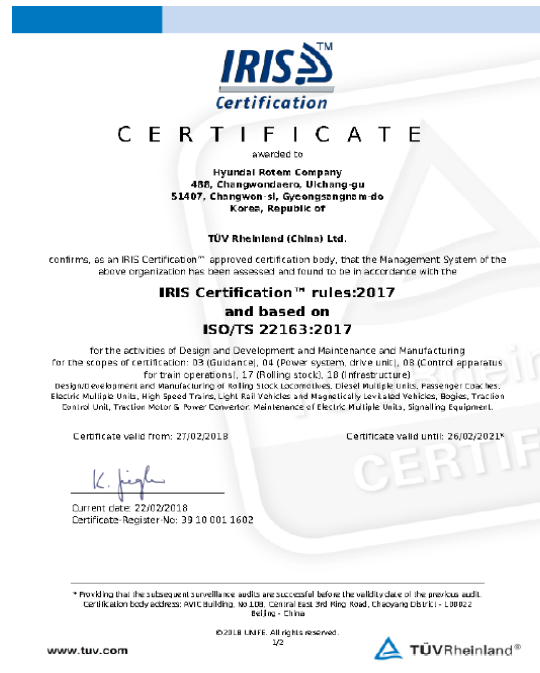 IRIS™
Certification
CERTIFICATE
awarded to
Hyundai Rotem Company
488, Changwondaero, Uichang-gu
51407, Changwon-si, Gyeongsangnam-do
Korea, Republic of
TÜV Rheinland (China) Ltd.
confirms, as an IRIS Certification™ approved certification body, that the Management System of the
above organization has been assessed and found to be in accordance with the
IRIS Certification™ rules:2017
and based on
ISO/TS 22163:2017
for the activities of Design and Development and Maintenance and Manufacturing
for the scopes of certification: 03 (Guidance), 04 (Power system, drive unit), 08 (Control apparatus
for train operations), 17 (Rolling stock), 18 (Infrastructure)
Design/Development and Manufacturing of Rolling Stock Locomotives, Diesel Multiple Units, Passenger Coaches,
Electric Multiple Units, High Speed Trains, Light Rail Vehicles and Magnetically Levitated Vehicles, Bogies, Traction
Control Unit, Traction Motor & Power Convertor. Maintenance of Electric Multiple Units, Signalling Equipment.
Certificate valid from: 27/02/2018 Certificate valid until: 26/02/2021*
CERTIF
Current date: 22/02/2018
Certificate-Register-No: 39 10 001 1602
* Providing that the subsequent surveillance audits are successful before the validity date of the previous audit.
Certification body address: AVIC Building, No.10B, Central East 3rd Ring Road, Chaoyang District - 100022
Beijing - China
©2018 UNIFE. All rights reserved.
1/2
www.tuv.com
TÜVRheinland®